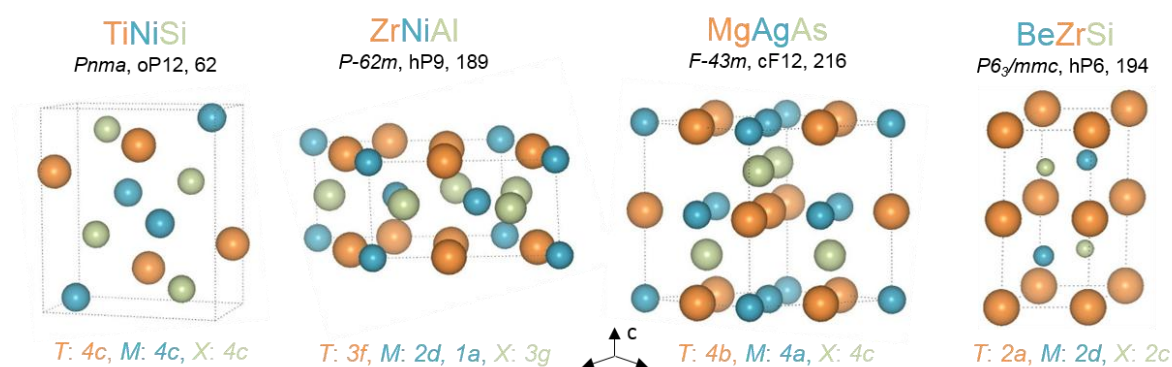 TiNiSi
Pnma, oP12, 62
ZrNiAl
P-62m, hP9, 189
MgAgAs
F-43m, cF12, 216
BeZrSi
P6₃/mmc, hP6, 194
c
T: 4c, M: 4c, X: 4c
T: 3f, M: 2d, 1a, X: 3g
T: 4b, M: 4a, X: 4c
T: 2a, M: 2d, X: 2c